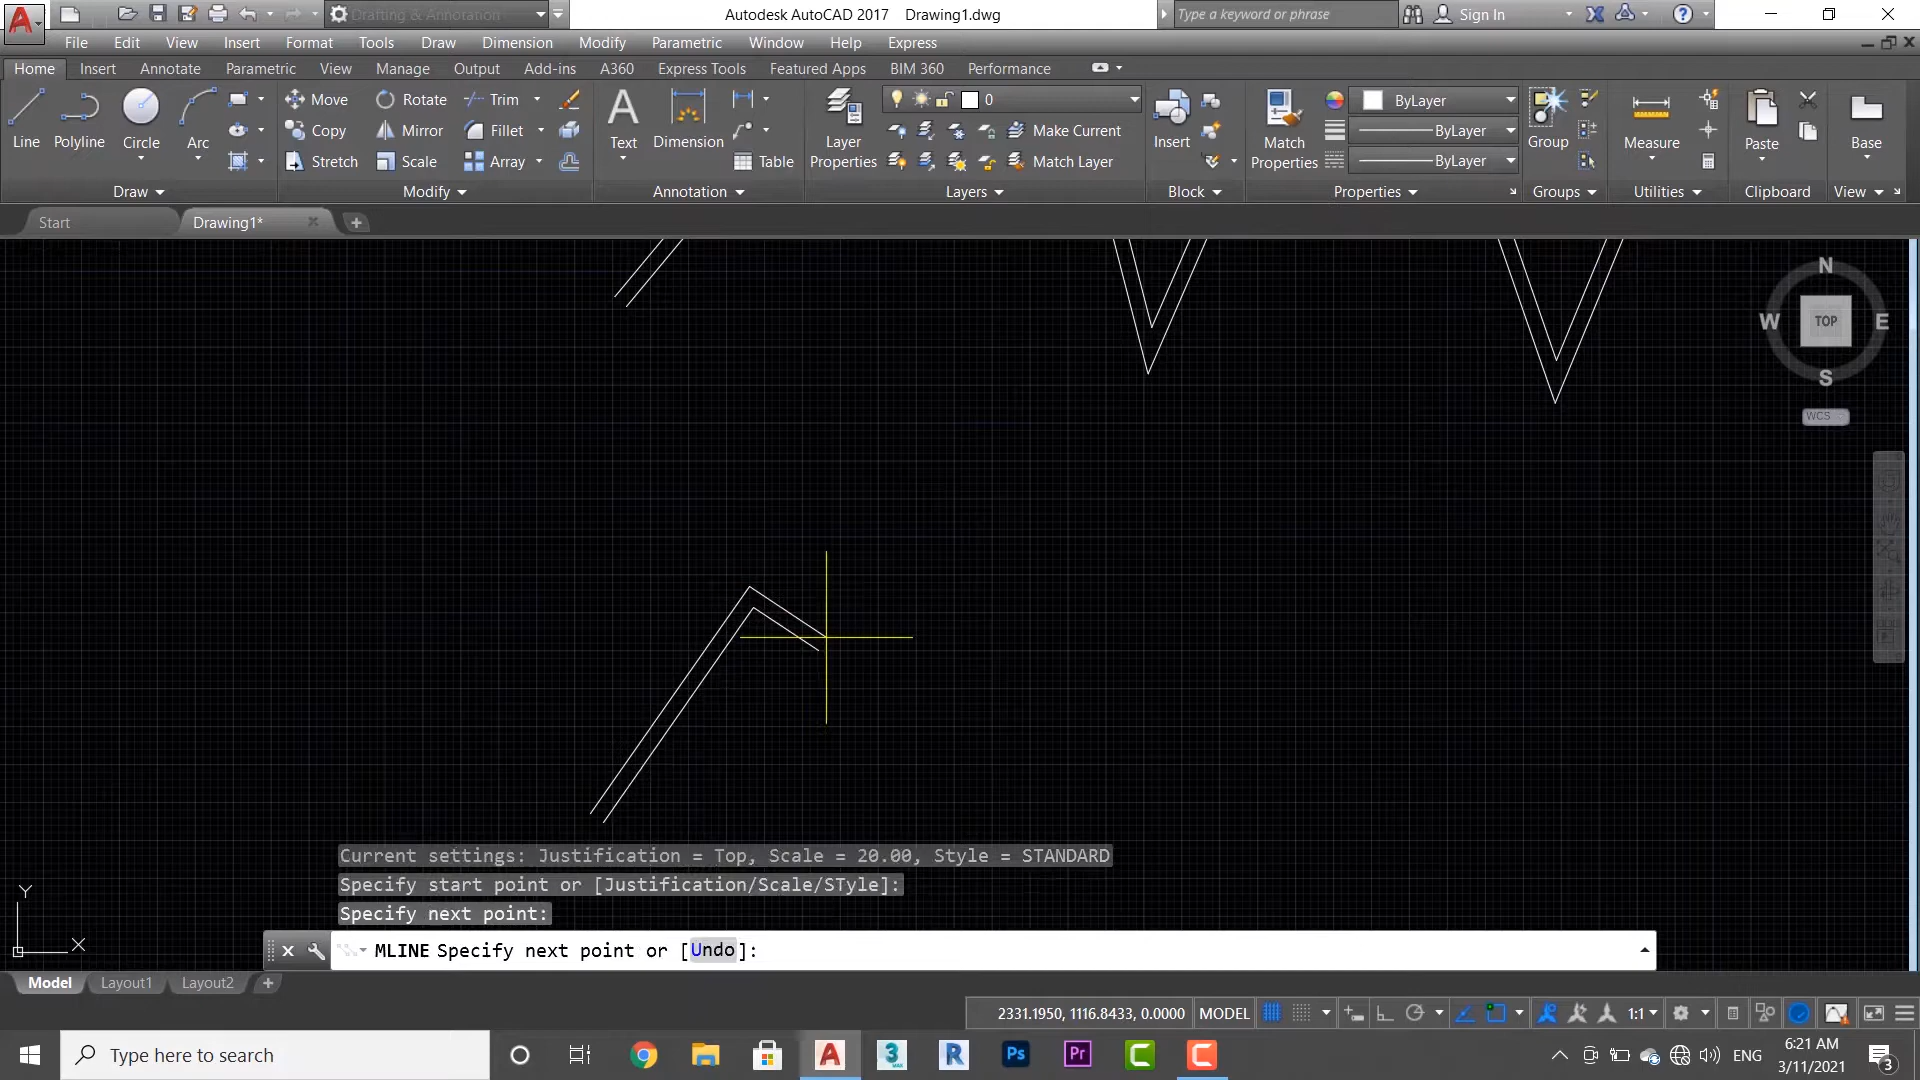 Drafting & Annotation
Autodesk AutoCAD 2017 Drawing1.dwg
Type a keyword or phrase
Sign In
File Edit View Insert Format Tools Draw Dimension Modify Parametric Window Help Express
Home Insert Annotate Parametric View Manage Output Add-ins A360 Express Tools Featured Apps BIM 360 Performance
Line Polyline Circle Arc
Move Rotate Trim
Copy Mirror Fillet
Stretch Scale Array
Text Dimension Table
Layer Properties
0
Make Current
Match Layer
Insert
Match Properties
ByLayer
ByLayer
ByLayer
Group
Measure
Paste
Base
Draw Modify Annotation Layers Block Properties Groups Utilities Clipboard View
Start Drawing1*
N
W TOP E
S
WCS
Current settings: Justification = Top, Scale = 20.00, Style = STANDARD
Specify start point or [Justification/Scale/STyle]:
Specify next point:
MLINE Specify next point or [Undo]:
Y
X
Model Layout1 Layout2
2331.1950, 1116.8433, 0.0000 MODEL 1:1
Type here to search
3
R
Ps
Pr
ENG
6:21 AM
3/11/2021
3